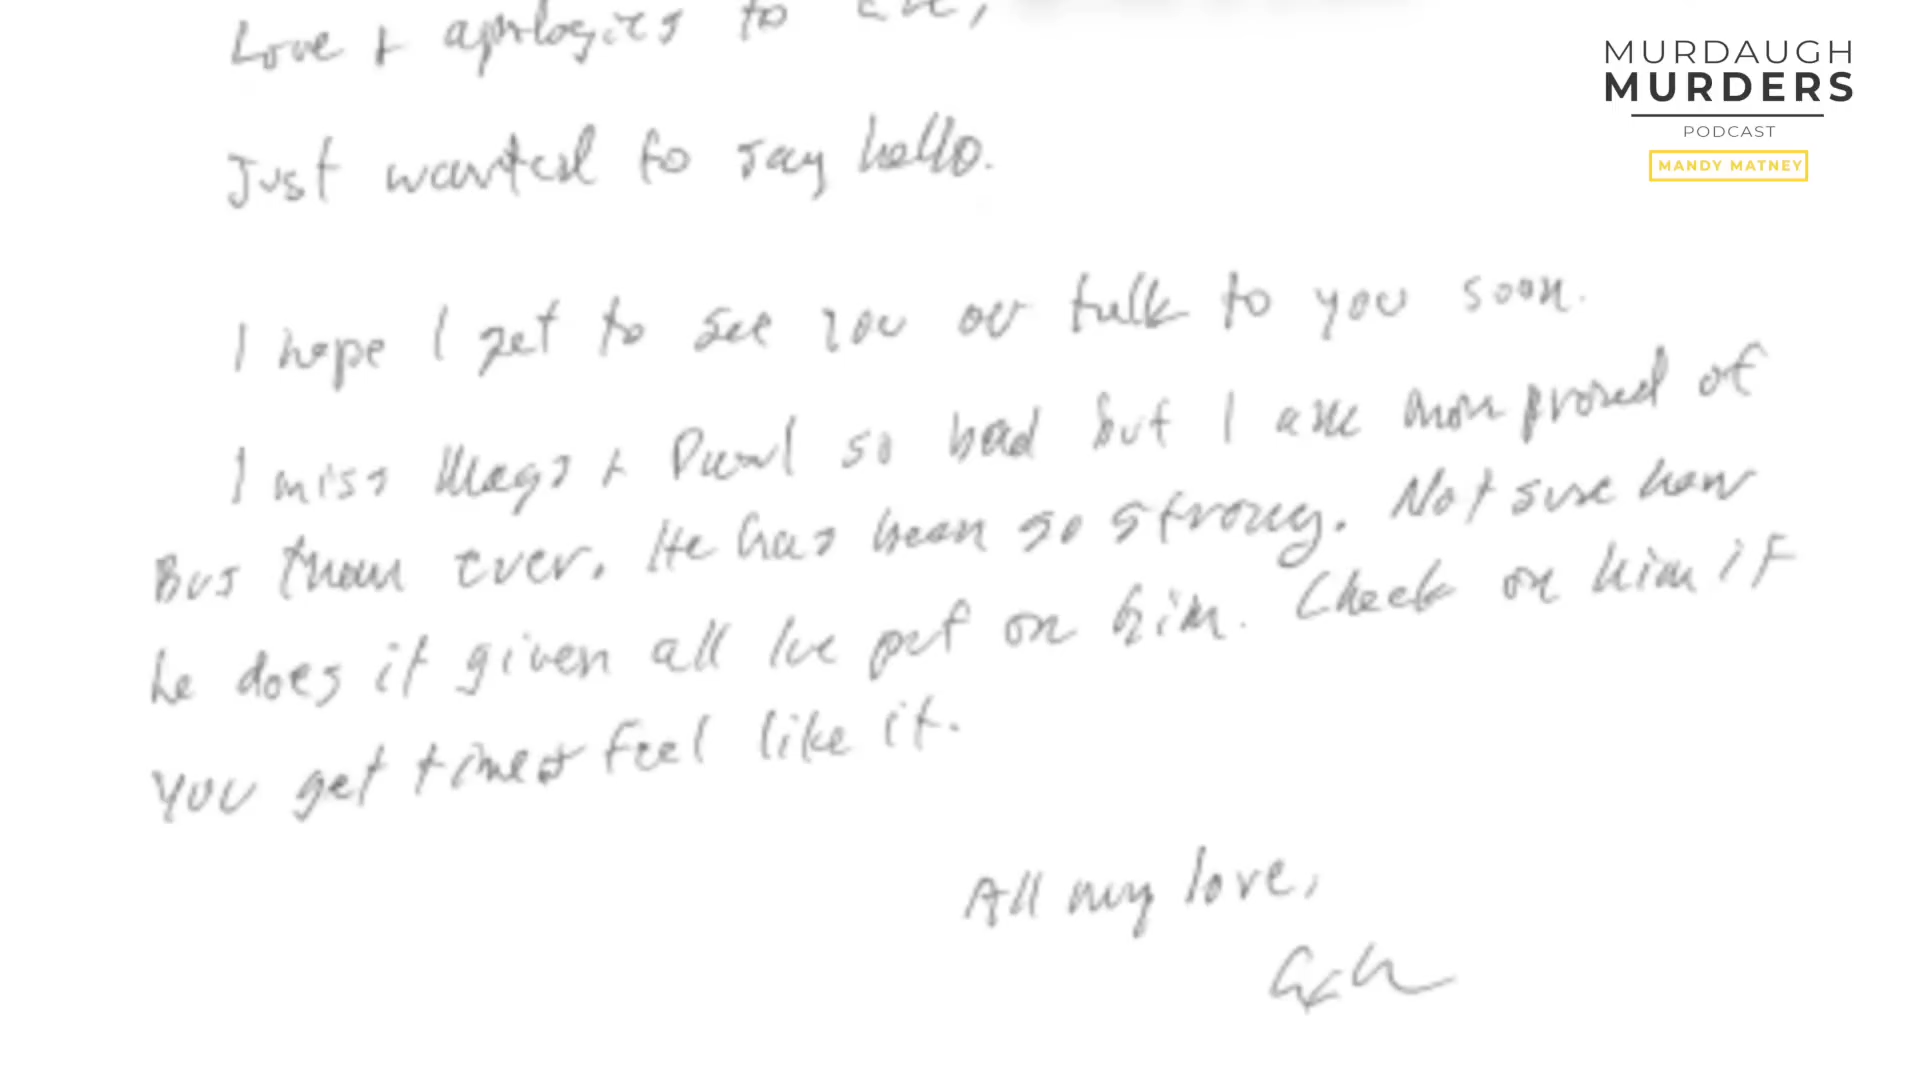 Love + apologies to
Just wanted to say hello.
I hope I get to see you or talk to you soon.
I miss Mags + Paul so bad but I am more proud of
Bus than ever. He has been so strong. Not sure how
he does it given all Ive put on him. Check on him if
you get time + feel like it.
All my love,
MURDAUGH
MURDERS
PODCAST
MANDY MATNEY